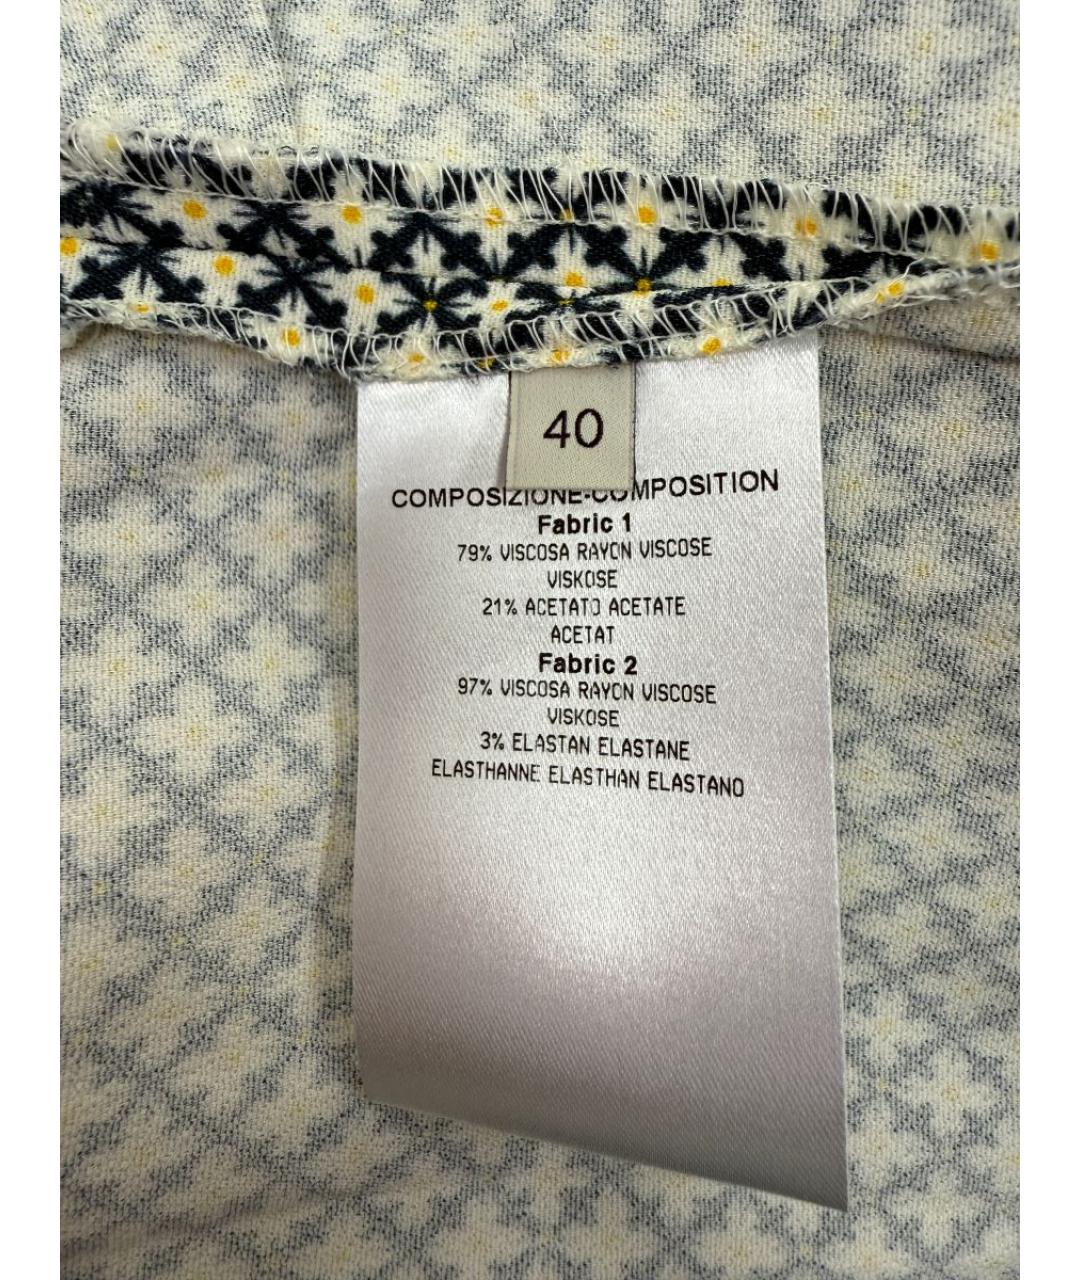 40
COMPOSIZIONE-COMPOSITION
Fabric 1
79% VISCOSA RAYON VISCOSE
VISKOSE
21% ACETATO ACETATE
ACETAT
Fabric 2
97% VISCOSA RAYON VISCOSE
VISKOSE
3% ELASTAN ELASTANE
ELASTHANNE ELASTHAN ELASTANO